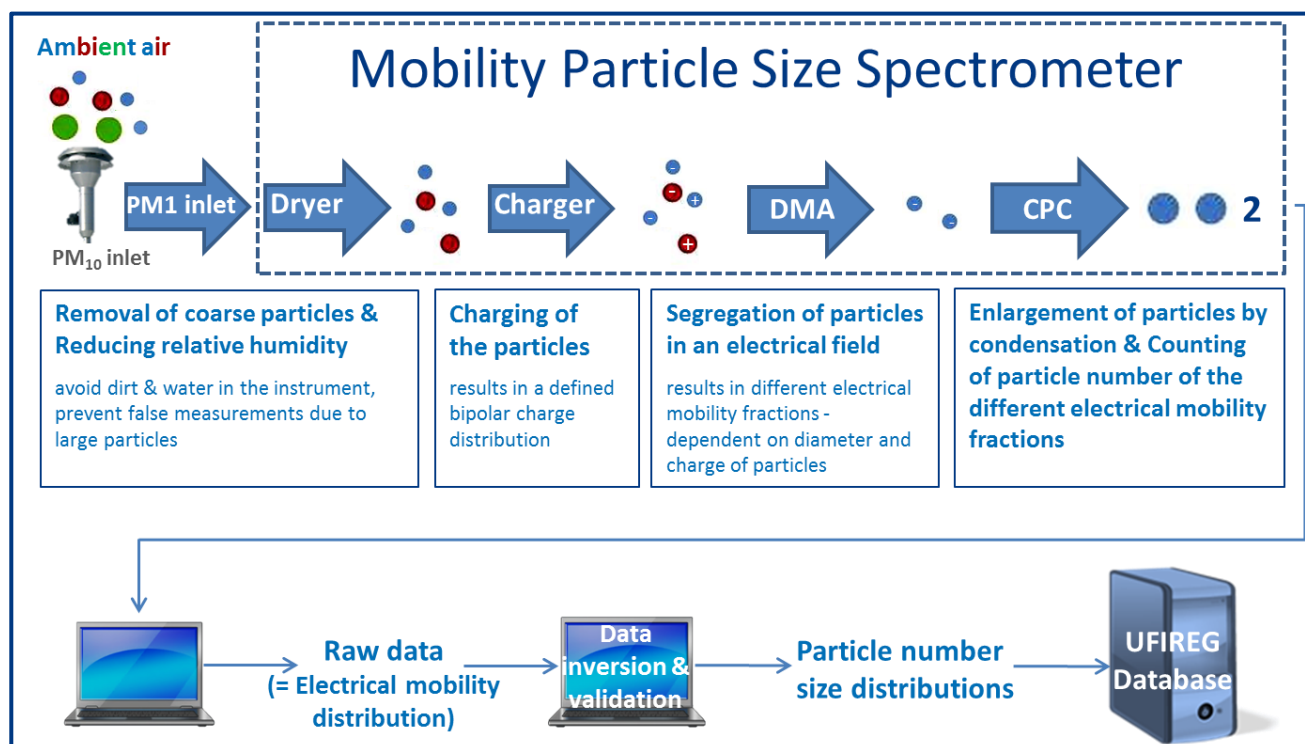 Ambient air
Mobility Particle Size Spectrometer
PM1 inlet
Dryer
-
+
-
-
+
Charger
DMA
-
-
CPC
2
PM10 inlet
Removal of coarse particles &
Reducing relative humidity
avoid dirt & water in the instrument,
prevent false measurements due to
large particles
Charging of
the particles
results in a defined
bipolar charge
distribution
Segregation of particles
in an electrical field
results in different electrical
mobility fractions -
dependent on diameter and
charge of particles
Enlargement of particles by
condensation & Counting
of particle number of the
different electrical mobility
fractions
Raw data
(= Electrical mobility
distribution)
Data
inversion &
validation
Particle number
size distributions
UFIREG
Database